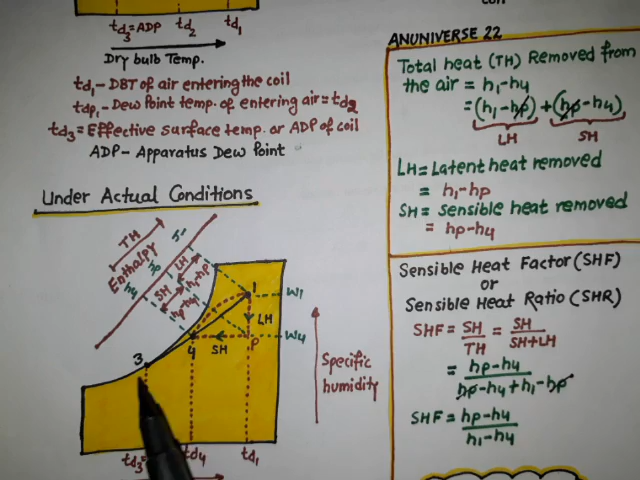 td3=ADP td2 td1
Dry bulb Temp.
td1 - DBT of air entering the coil
tdp1 - Dew Point temp. of entering air = td2
td3 = Effective surface temp. or ADP of coil
ADP - Apparatus Dew Point
Under Actual Conditions
TH
Enthalpy
h4 hp
SH LH
hp-h4 h1-hp
1
W1
LH
4 SH P W4
3
Specific
humidity
td3 td4 td1
coil
ANUNIVERSE 22
Total heat (TH) Removed from
the air = h1-h4
= (h1-hp) + (hp-h4)
LH SH
LH = Latent heat removed
= h1-hp
SH = Sensible heat removed
= hp-h4
Sensible Heat Factor (SHF)
or
Sensible Heat Ratio (SHR)
SHF = SH/TH = SH/SH+LH
= hp-h4/hp-h4+h1-hp
SHF = hp-h4/h1-h4